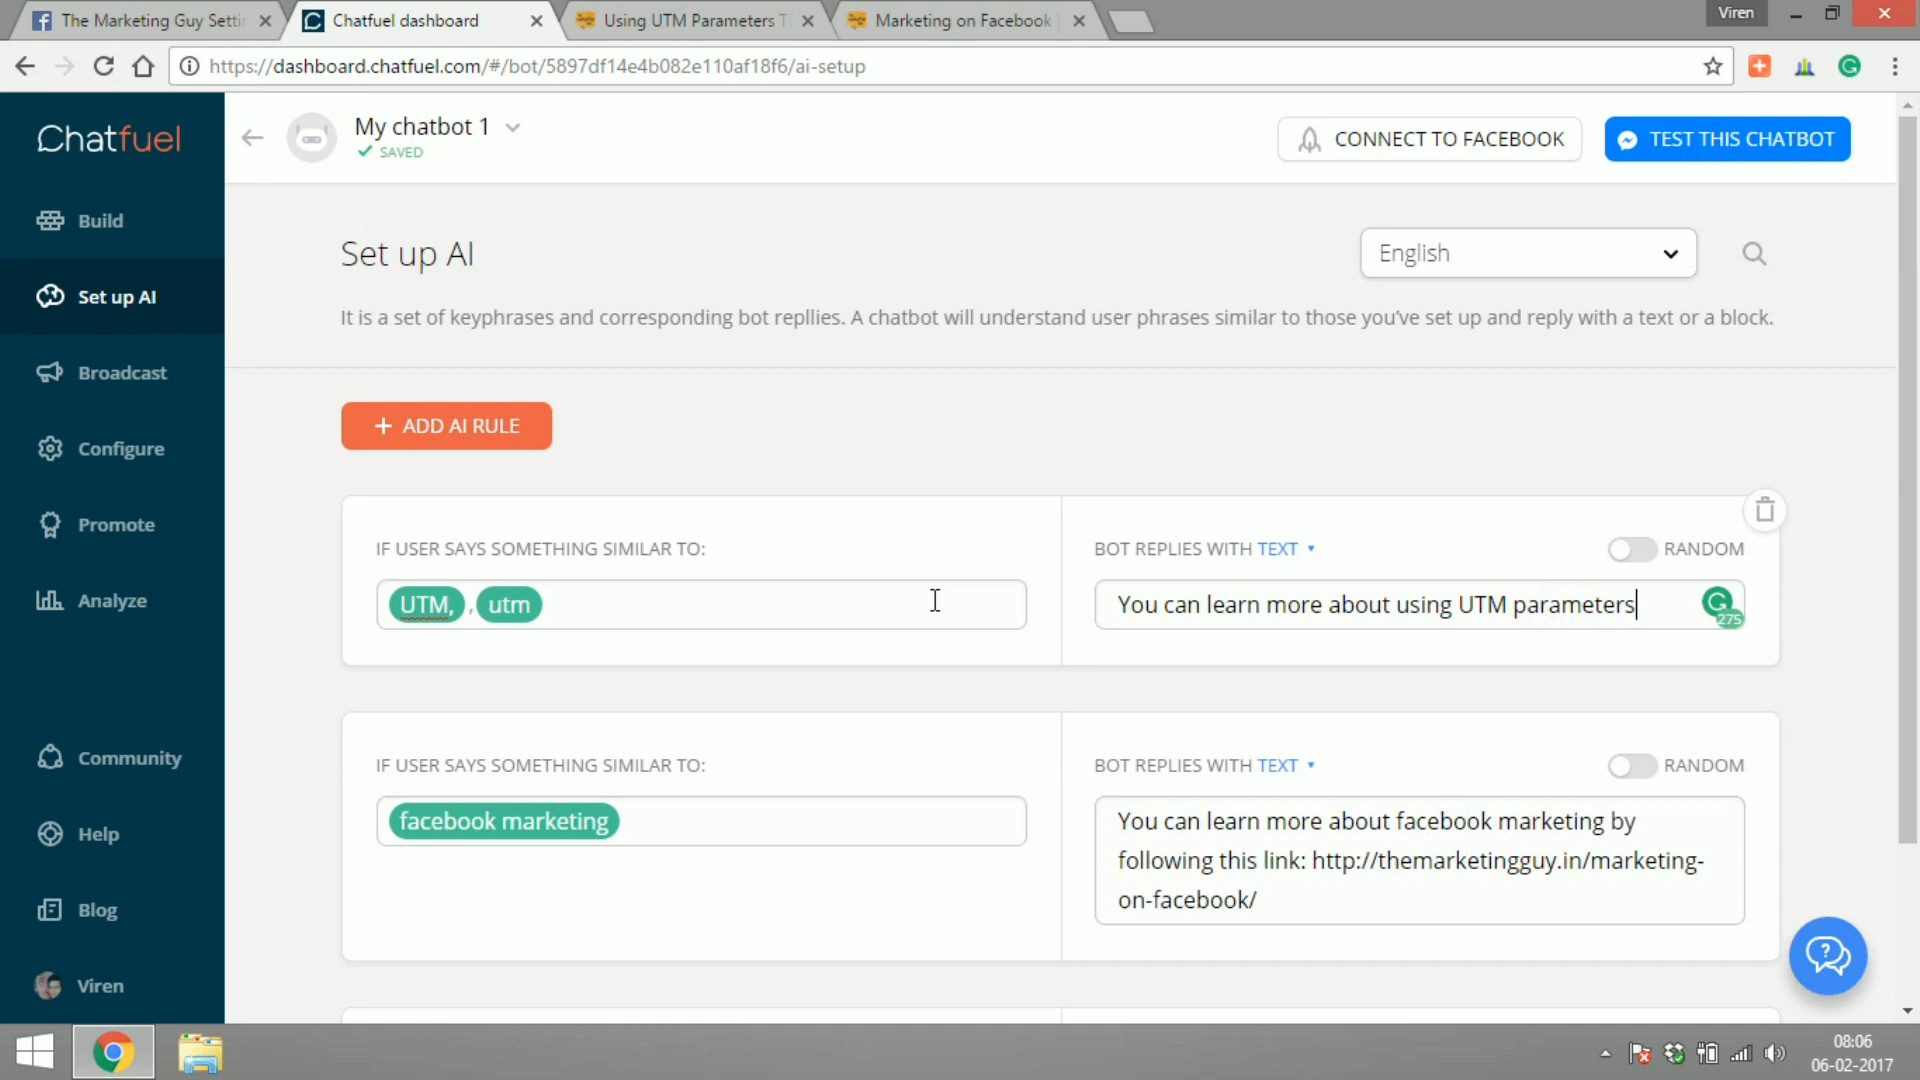 The Marketing Guy Setti
Chatfuel dashboard
Using UTM Parameters T
Marketing on Facebook |
Viren
https://dashboard.chatfuel.com/#/bot/5897df14e4b082e110af18f6/ai-setup
Chatfuel
My chatbot 1
SAVED
CONNECT TO FACEBOOK
TEST THIS CHATBOT
Build
Set up AI
Broadcast
Configure
Promote
Analyze
Community
Help
Blog
Viren
Set up AI
English
It is a set of keyphrases and corresponding bot repllies. A chatbot will understand user phrases similar to those you've set up and reply with a text or a block.
+ ADD AI RULE
IF USER SAYS SOMETHING SIMILAR TO:
UTM, , utm
BOT REPLIES WITH TEXT
RANDOM
You can learn more about using UTM parameters
275
IF USER SAYS SOMETHING SIMILAR TO:
facebook marketing
BOT REPLIES WITH TEXT
RANDOM
You can learn more about facebook marketing by
following this link: http://themarketingguy.in/marketing-
on-facebook/
08:06
06-02-2017